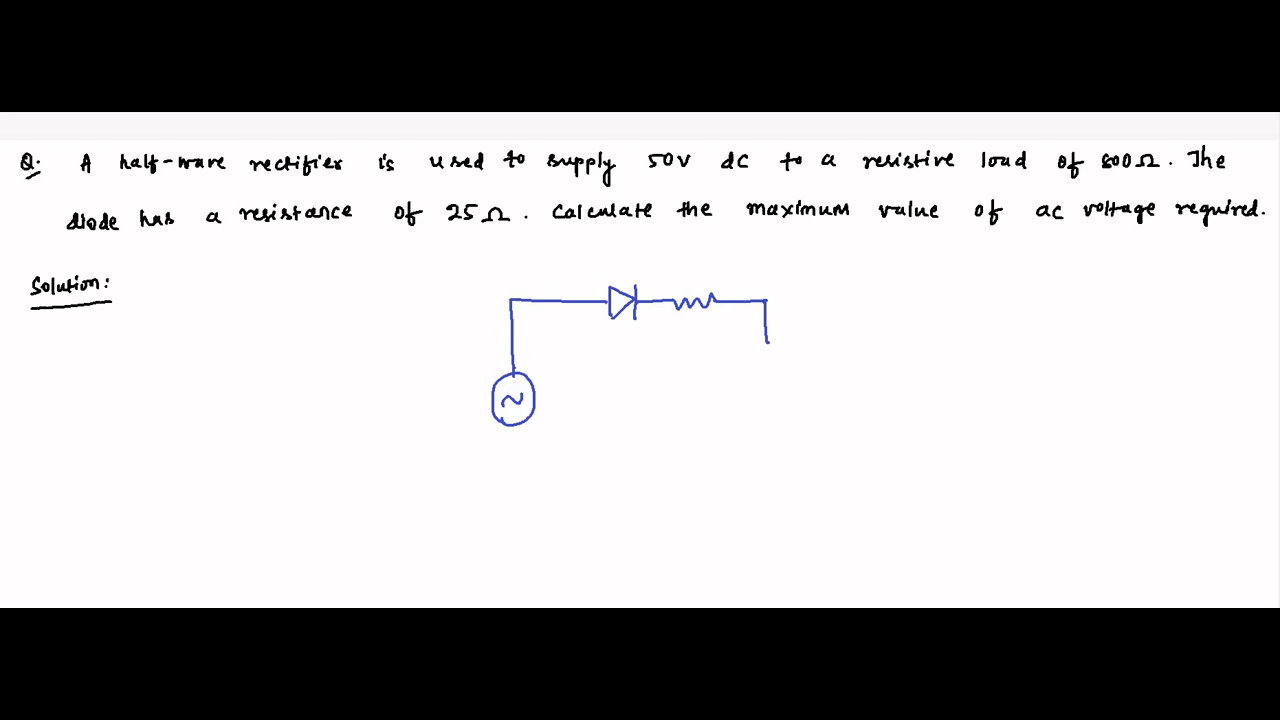 Q. A half-wave rectifier is used to supply 50V dc to a resistive load of 800Ω. The
diode has a resistance of 25Ω. Calculate the maximum value of ac voltage required.
Solution: